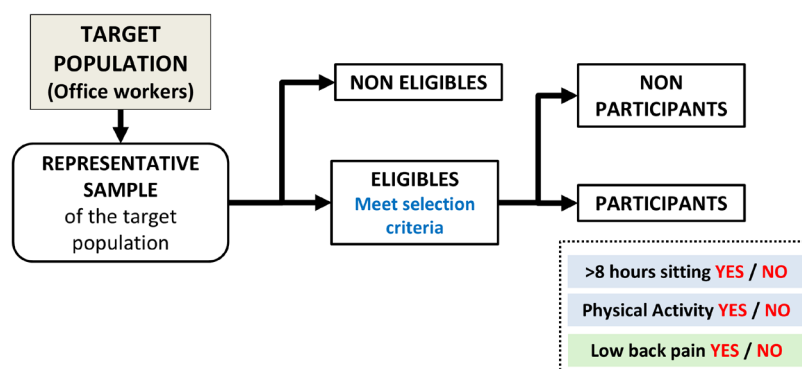 TARGET
POPULATION
(Office workers)
REPRESENTATIVE
SAMPLE
of the target
population
NON ELIGIBLES
ELIGIBLES
Meet selection
criteria
NON
PARTICIPANTS
PARTICIPANTS
>8 hours sitting YES / NO
Physical Activity YES / NO
Low back pain YES / NO